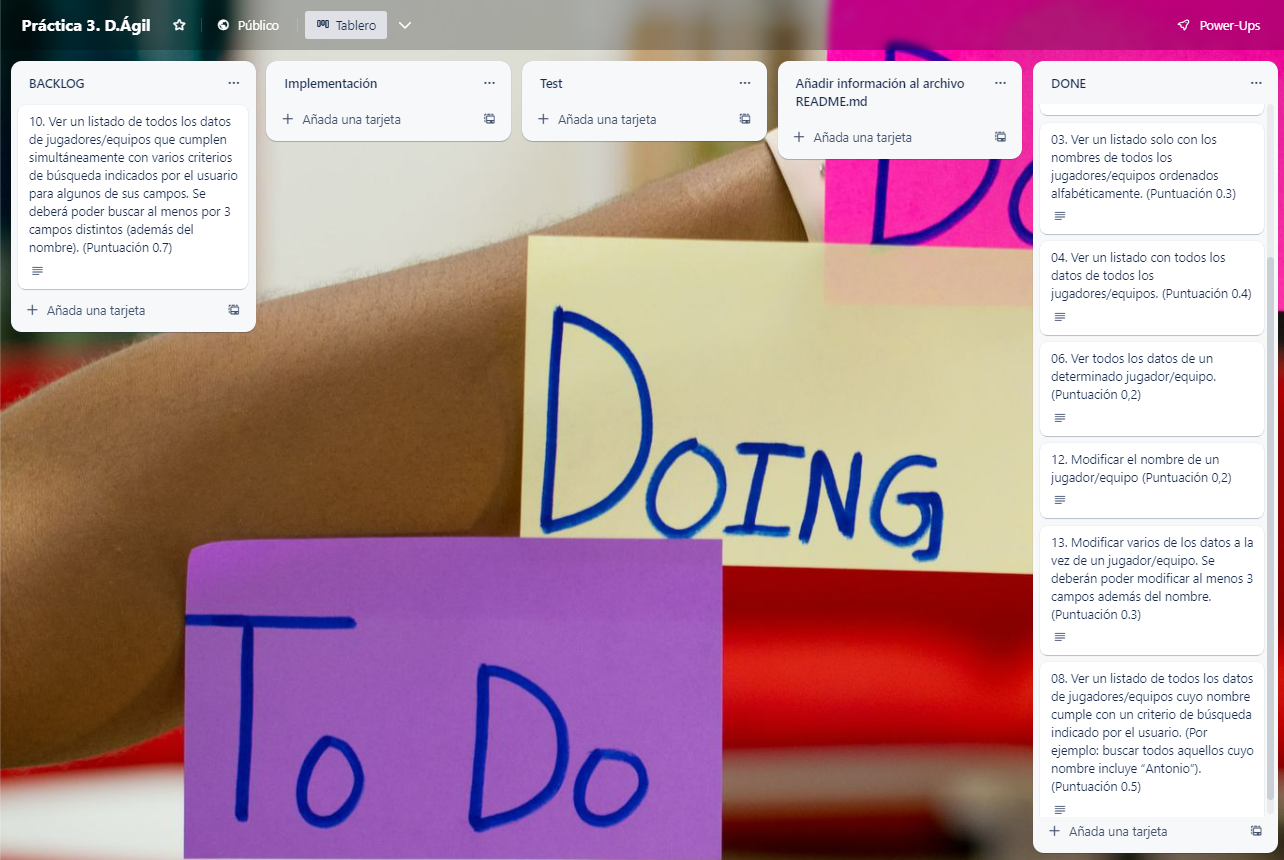 Práctica 3. D.Ágil
Público
Tablero
Power-Ups
BACKLOG
10. Ver un listado de todos los datos
de jugadores/equipos que cumplen
simultáneamente con varios criterios
de búsqueda indicados por el usuario
para algunos de sus campos. Se
deberá poder buscar al menos por 3
campos distintos (además del
nombre). (Puntuación 0.7)
Añada una tarjeta
Implementación
Añada una tarjeta
Test
Añada una tarjeta
Añadir información al archivo
README.md
Añada una tarjeta
DONE
03. Ver un listado solo con los
nombres de todos los
jugadores/equipos ordenados
alfabéticamente. (Puntuación 0.3)
04. Ver un listado con todos los
datos de todos los
jugadores/equipos. (Puntuación 0.4)
06. Ver todos los datos de un
determinado jugador/equipo.
(Puntuación 0,2)
12. Modificar el nombre de un
jugador/equipo (Puntuación 0,2)
13. Modificar varios de los datos a la
vez de un jugador/equipo. Se
deberán poder modificar al menos 3
campos además del nombre.
(Puntuación 0.3)
08. Ver un listado de todos los datos
de jugadores/equipos cuyo nombre
cumple con un criterio de búsqueda
indicado por el usuario. (Por
ejemplo: buscar todos aquellos cuyo
nombre incluye “Antonio”).
(Puntuación 0.5)
Añada una tarjeta
DOING
To Do